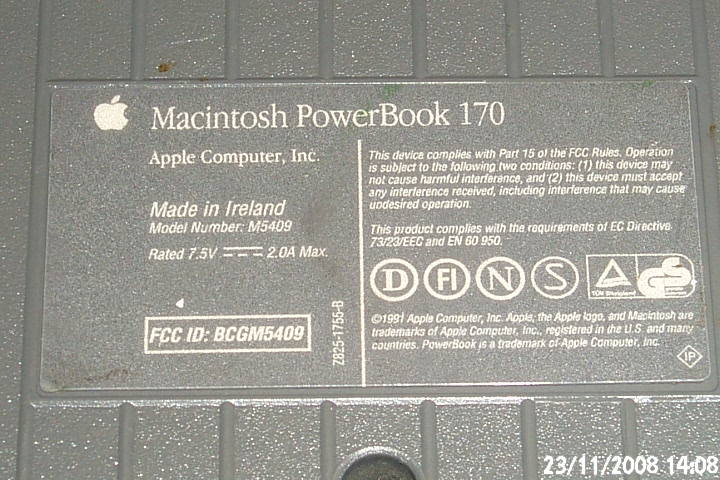 Macintosh PowerBook 170
Apple Computer, Inc.
Made in Ireland
Model Number: M5409
Rated 7.5V 2.0A Max.
FCC ID: BCGM5409
Z825-1755-B
This device complies with Part 15 of the FCC Rules. Operation
is subject to the following two conditions: (1) this device may
not cause harmful interference, and (2) this device must accept
any interference received, including interference that may cause
undesired operation.
This product complies with the requirements of EC Directive
73/23/EEC and EN 60 950.
D FI N S
TÜV Rheinland
GS
©1991 Apple Computer, Inc. Apple, the Apple logo, and Macintosh are
trademarks of Apple Computer, Inc., registered in the U.S. and many
countries. PowerBook is a trademark of Apple Computer, Inc.
IP
23/11/2008 14:08